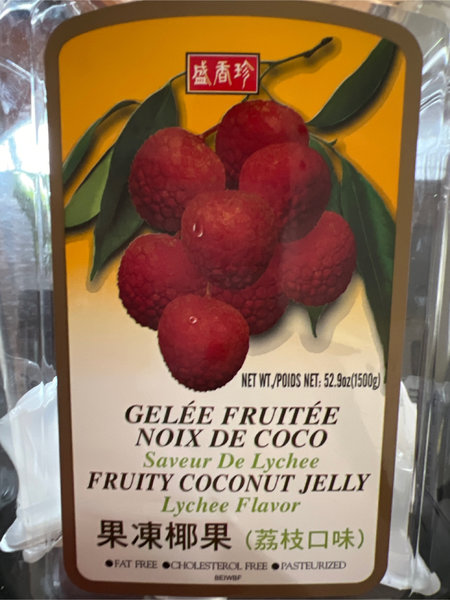 盛香珍
NET WT./POIDS NET: 52.9oz(1500g)
GELÉE FRUITÉE
NOIX DE COCO
Saveur De Lychee
FRUITY COCONUT JELLY
Lychee Flavor
果凍椰果（荔枝口味）
●FAT FREE ●CHOLESTEROL FREE ●PASTEURIZED
BEIWBF